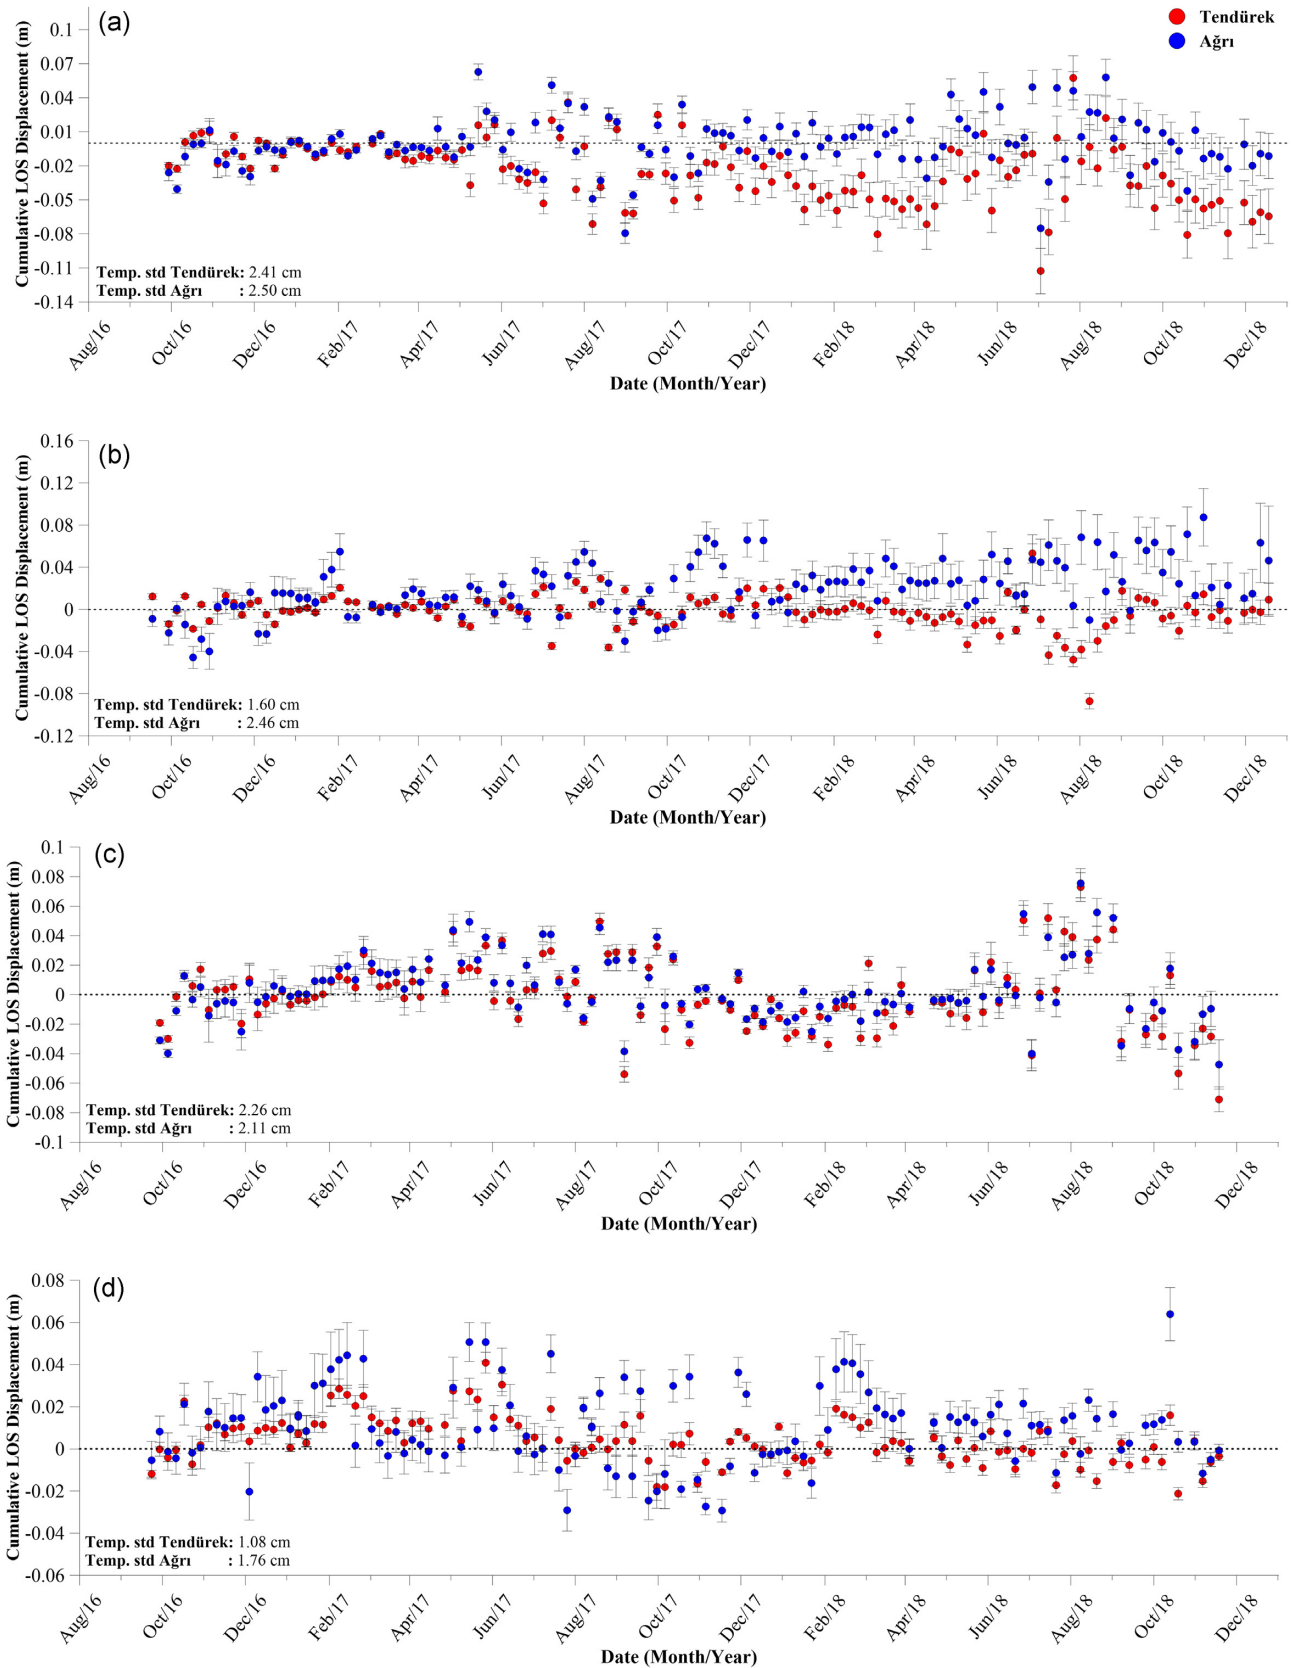 (a)
Tendürek
Ağrı
Cumulative LOS Displacement (m)
0.1
0.07
0.04
0.01
-0.02
-0.05
-0.08
-0.11
-0.14
Temp. std Tendürek: 2.41 cm
Temp. std Ağrı : 2.50 cm
Aug/16 Oct/16 Dec/16 Feb/17 Apr/17 Jun/17 Aug/17 Oct/17 Dec/17 Feb/18 Apr/18 Jun/18 Aug/18 Oct/18 Dec/18
Date (Month/Year)
(b)
Cumulative LOS Displacement (m)
0.16
0.12
0.08
0.04
0
-0.04
-0.08
-0.12
Temp. std Tendürek: 1.60 cm
Temp. std Ağrı : 2.46 cm
Aug/16 Oct/16 Dec/16 Feb/17 Apr/17 Jun/17 Aug/17 Oct/17 Dec/17 Feb/18 Apr/18 Jun/18 Aug/18 Oct/18 Dec/18
Date (Month/Year)
(c)
Cumulative LOS Displacement (m)
0.1
0.08
0.06
0.04
0.02
0
-0.02
-0.04
-0.06
-0.08
-0.1
Temp. std Tendürek: 2.26 cm
Temp. std Ağrı : 2.11 cm
Aug/16 Oct/16 Dec/16 Feb/17 Apr/17 Jun/17 Aug/17 Oct/17 Dec/17 Feb/18 Apr/18 Jun/18 Aug/18 Oct/18 Dec/18
Date (Month/Year)
(d)
Cumulative LOS Displacement (m)
0.08
0.06
0.04
0.02
0
-0.02
-0.04
-0.06
Temp. std Tendürek: 1.08 cm
Temp. std Ağrı : 1.76 cm
Aug/16 Oct/16 Dec/16 Feb/17 Apr/17 Jun/17 Aug/17 Oct/17 Dec/17 Feb/18 Apr/18 Jun/18 Aug/18 Oct/18 Dec/18
Date (Month/Year)